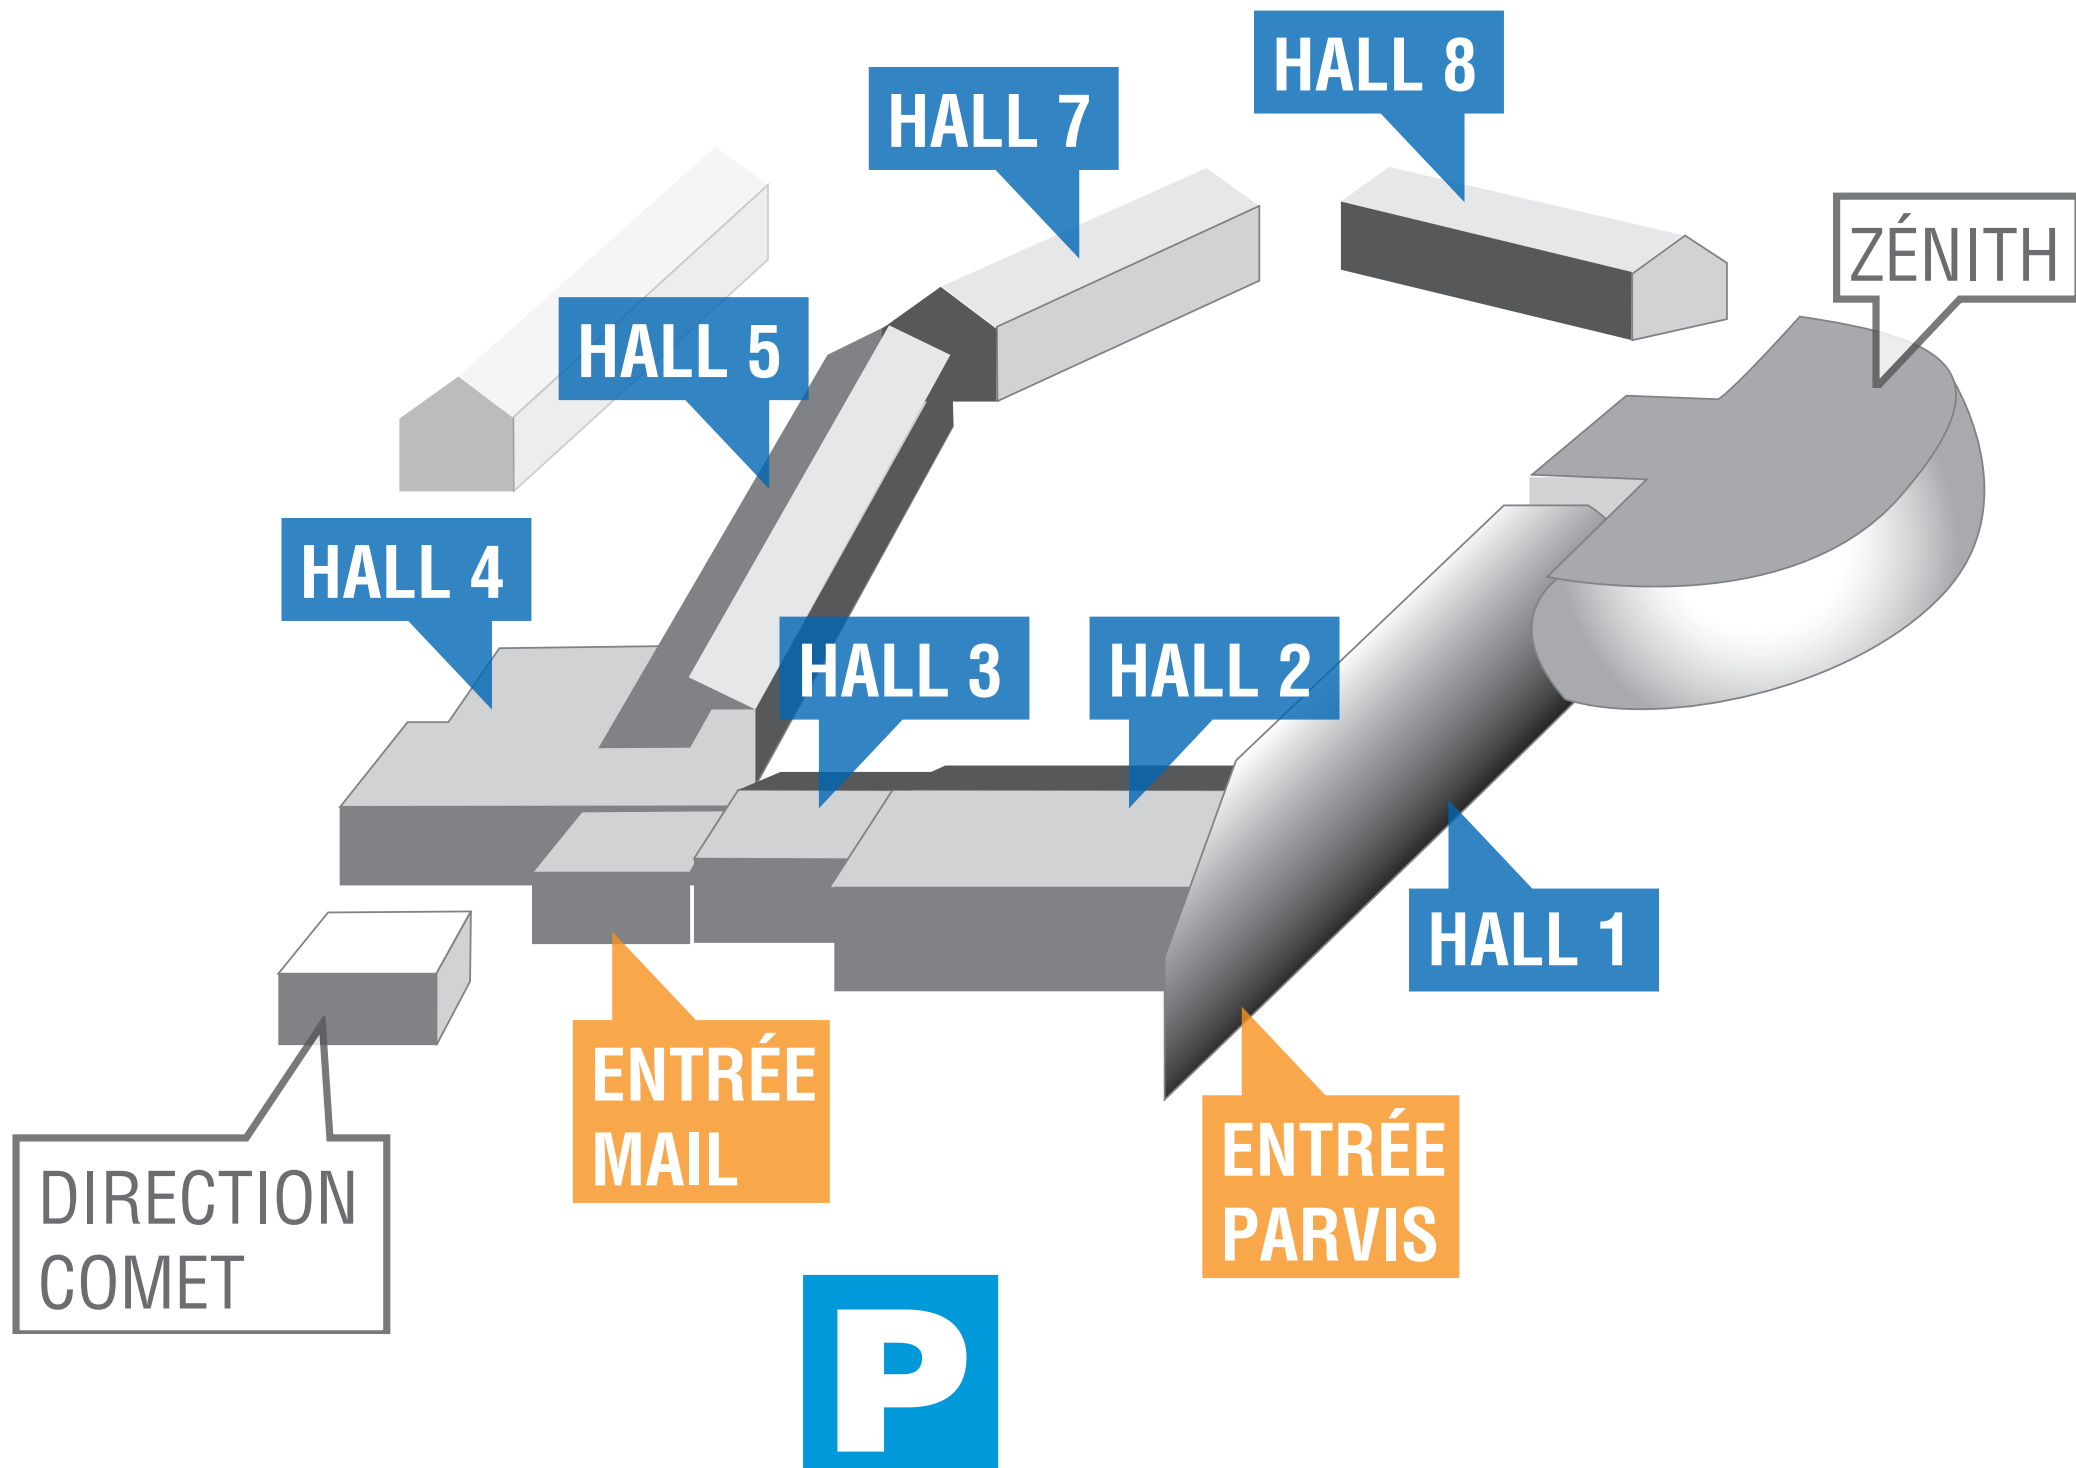 HALL 8
HALL 7
ZÉNITH
HALL 5
HALL 4
HALL 3
HALL 2
HALL 1
ENTRÉE
MAIL
ENTRÉE
PARVIS
DIRECTION
COMET
P